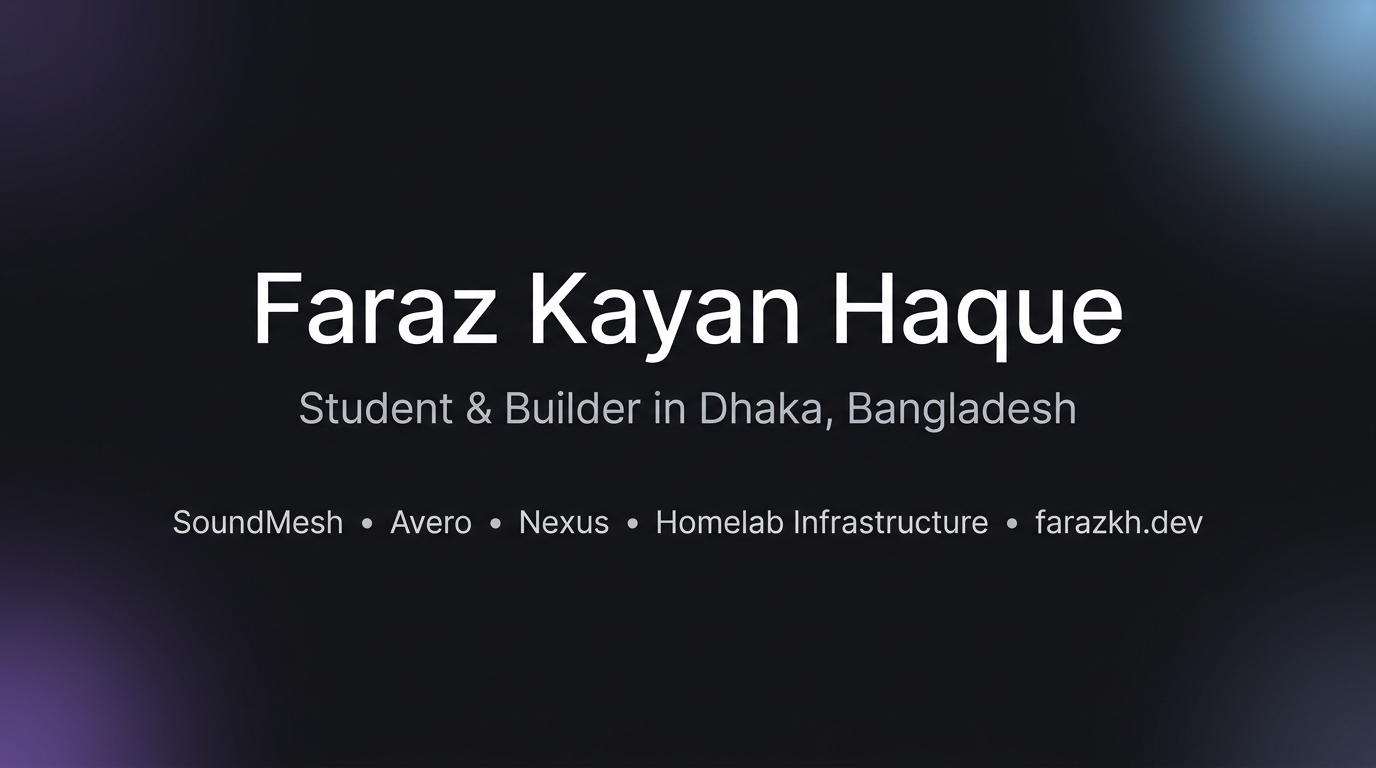 Faraz Kayan Haque
Student & Builder in Dhaka, Bangladesh
SoundMesh • Avero • Nexus • Homelab Infrastructure • farazkh.dev